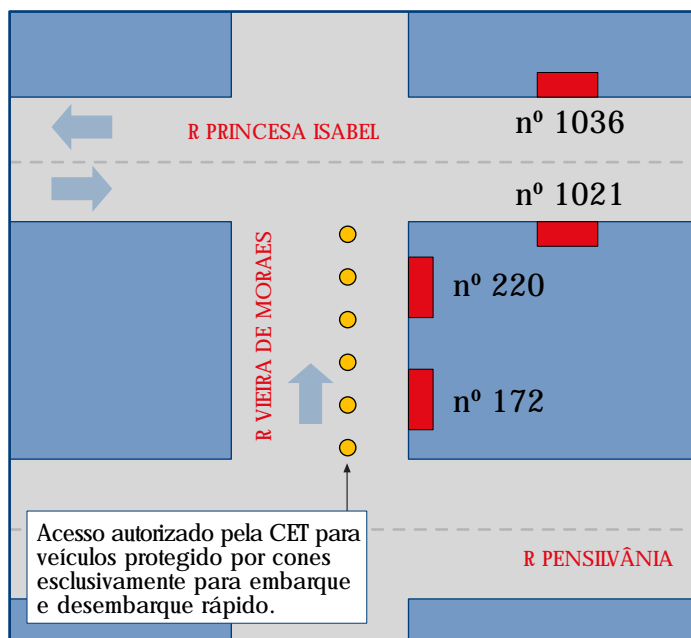 R PRINCESA ISABEL
nº 1036
nº 1021
R VIEIRA DE MORAES
nº 220
nº 172
Acesso autorizado pela CET para
veículos protegido por cones
esclusivamente para embarque
e desembarque rápido.
R PENSILVÂNIA